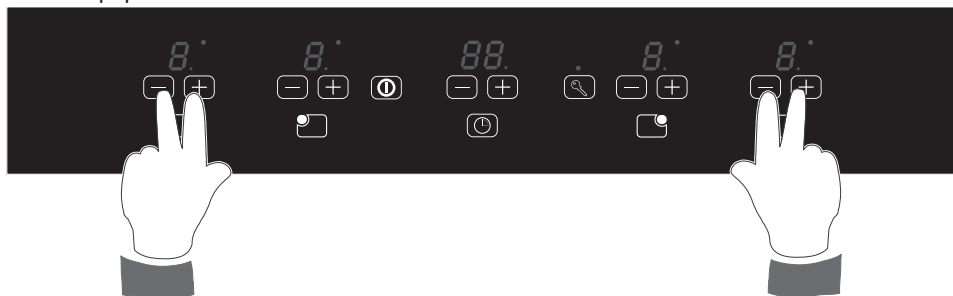 8. 8. 88. 8. 8.
− + − + − + − + − +